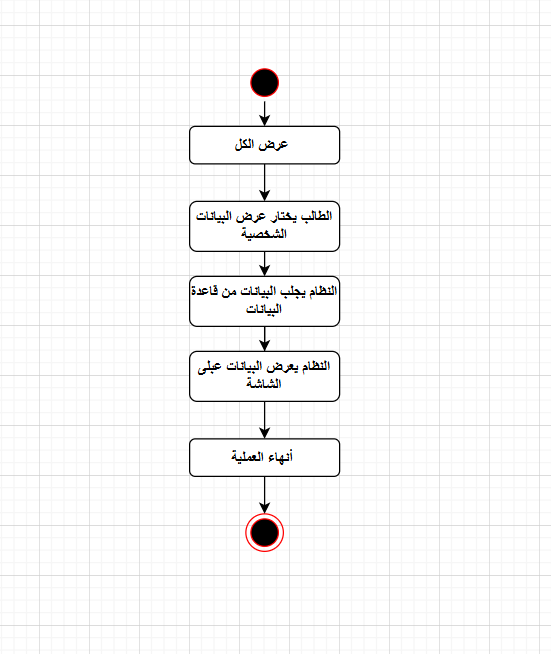 عرض الكل
الطالب يختار عرض البيانات
الشخصية
النظام يجلب البيانات من قاعدة
البيانات
النظام يعرض البيانات عبلى
الشاشة
أنهاء العملية